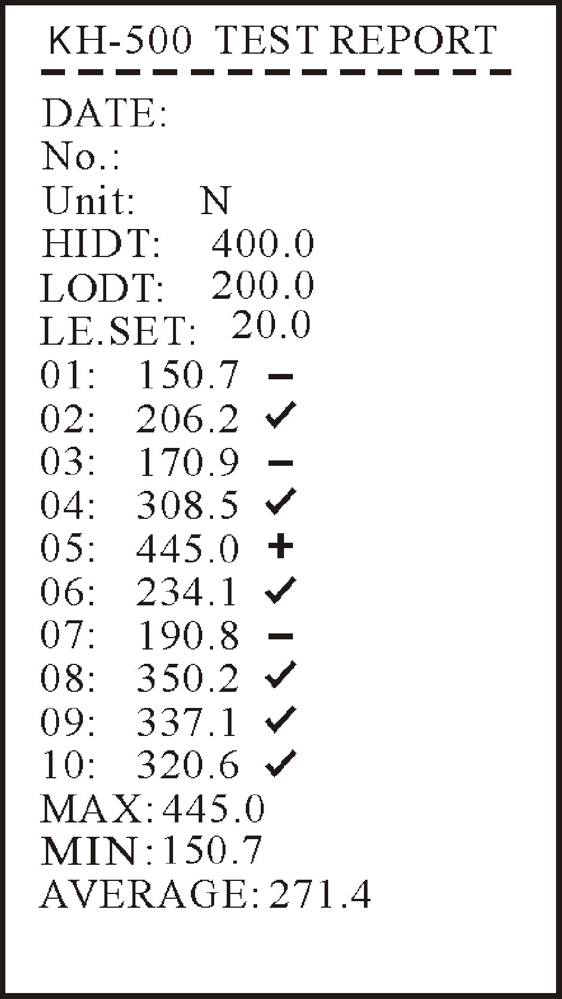 KH-500 TEST REPORT
DATE:
No.:
Unit: N
HIDT: 400.0
LODT: 200.0
LE.SET: 20.0
01: 150.7 −
02: 206.2 ✓
03: 170.9 −
04: 308.5 ✓
05: 445.0 +
06: 234.1 ✓
07: 190.8 −
08: 350.2 ✓
09: 337.1 ✓
10: 320.6 ✓
MAX:445.0
MIN:150.7
AVERAGE:271.4